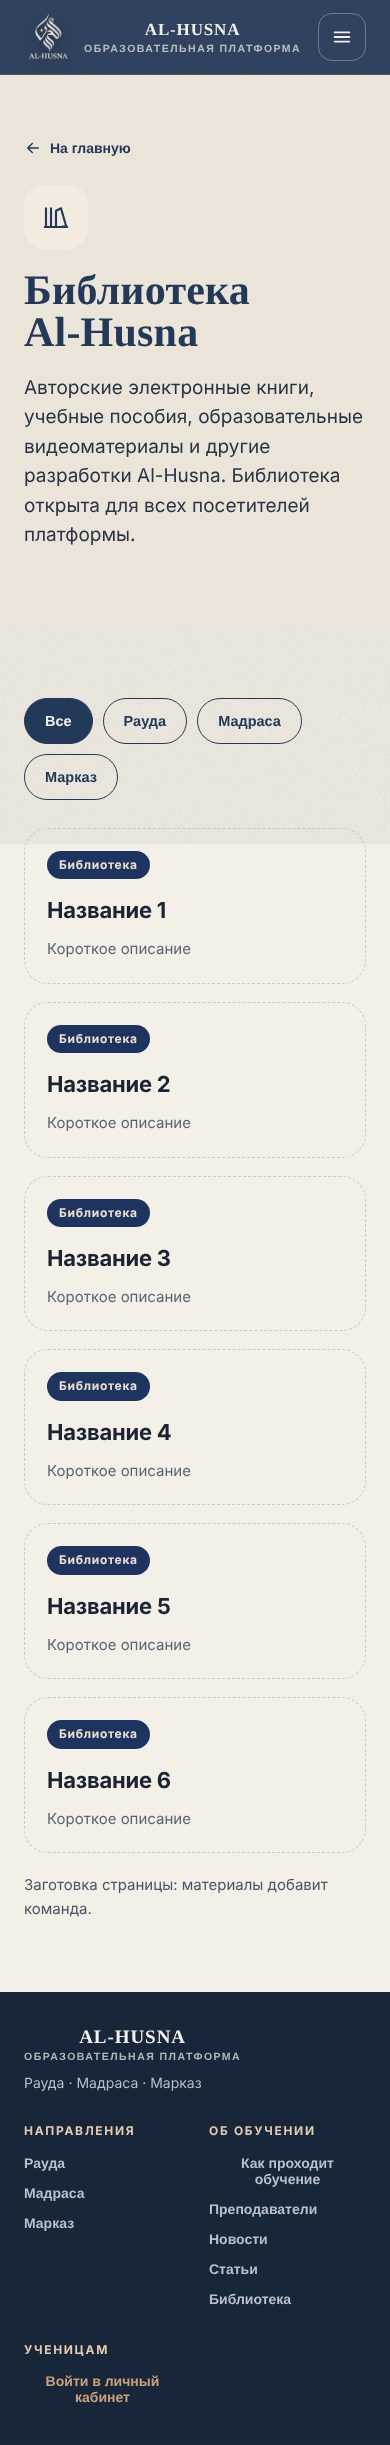 AL-HUSNA
AL-HUSNA
ОБРАЗОВАТЕЛЬНАЯ ПЛАТФОРМА
← На главную
Библиотека
Al-Husna
Авторские электронные книги,
учебные пособия, образовательные
видеоматериалы и другие
разработки Al-Husna. Библиотека
открыта для всех посетителей
платформы.
Все
Рауда
Мадраса
Марказ
Библиотека
Название 1
Короткое описание
Библиотека
Название 2
Короткое описание
Библиотека
Название 3
Короткое описание
Библиотека
Название 4
Короткое описание
Библиотека
Название 5
Короткое описание
Библиотека
Название 6
Короткое описание
Заготовка страницы: материалы добавит
команда.
AL-HUSNA
ОБРАЗОВАТЕЛЬНАЯ ПЛАТФОРМА
Рауда · Мадраса · Марказ
НАПРАВЛЕНИЯ
Рауда
Мадраса
Марказ
ОБ ОБУЧЕНИИ
Как проходит
обучение
Преподаватели
Новости
Статьи
Библиотека
УЧЕНИЦАМ
Войти в личный
кабинет